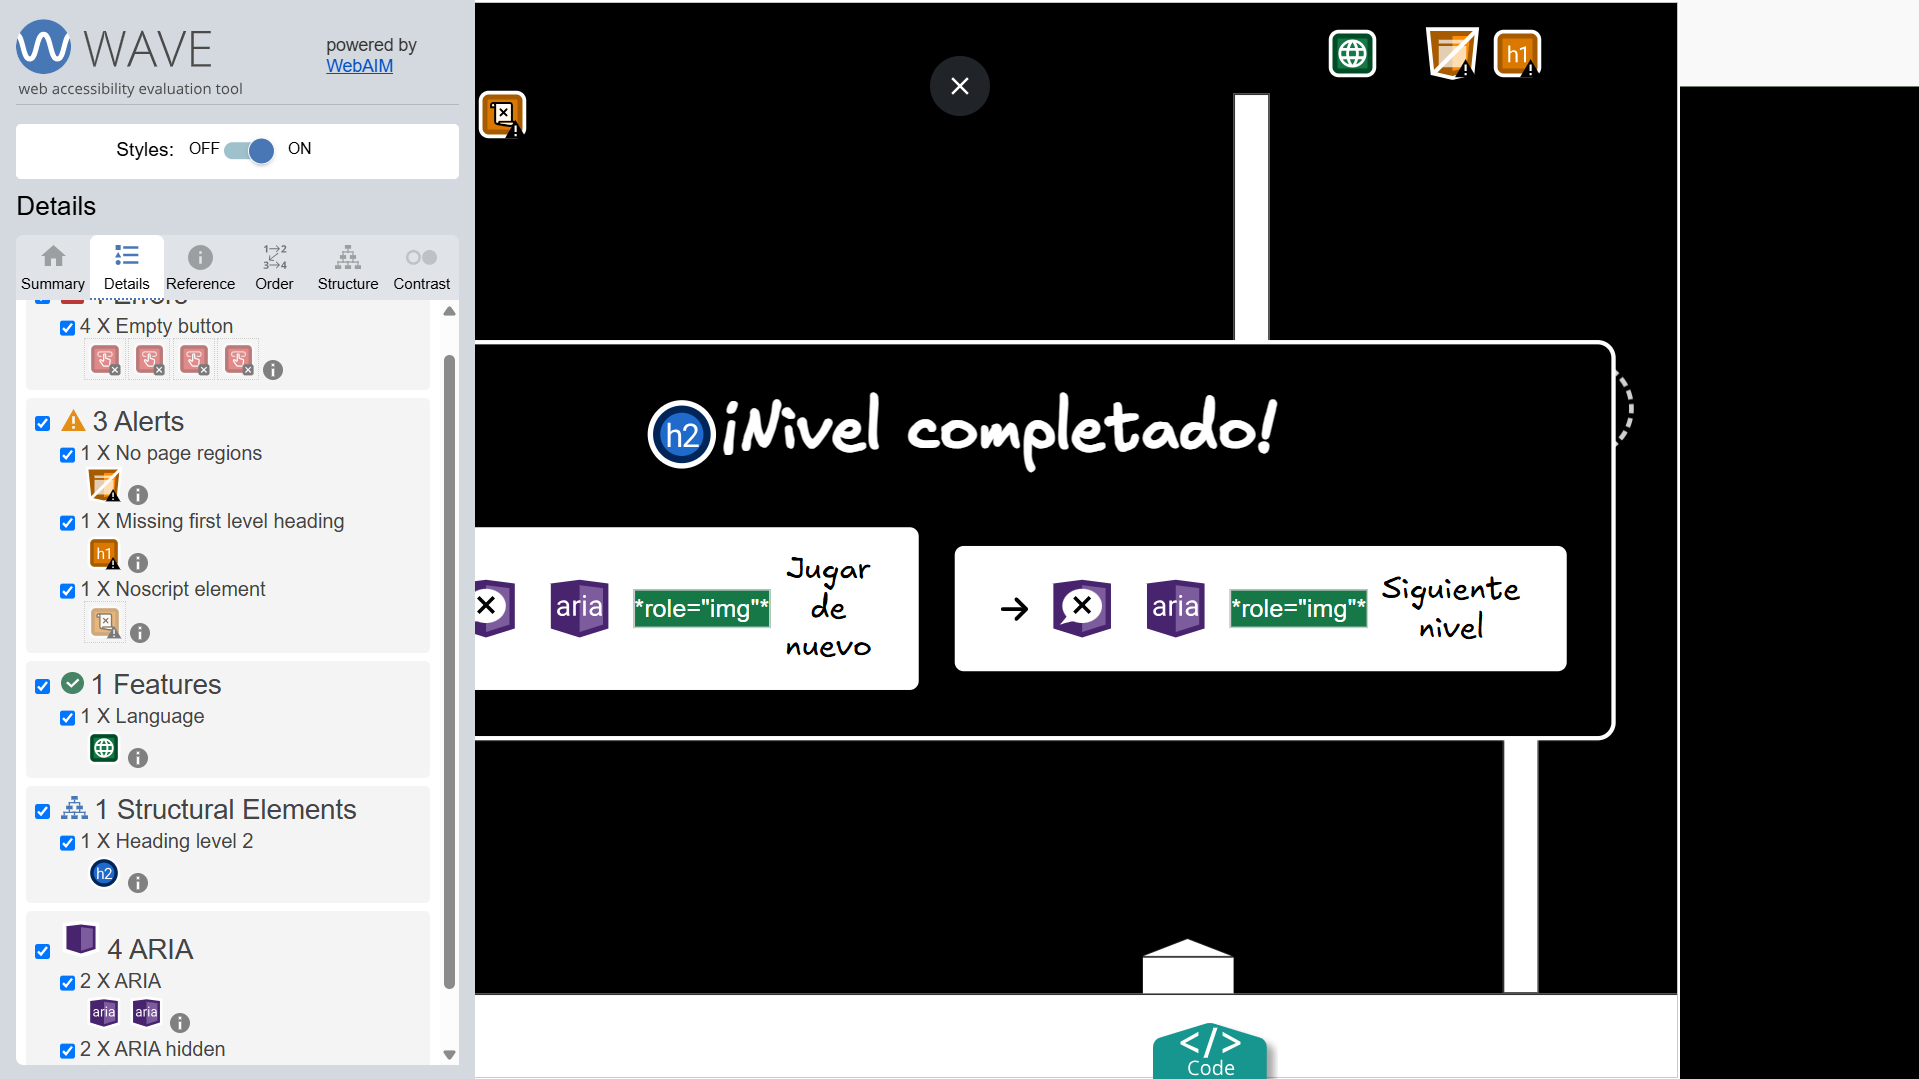 WAVE
web accessibility evaluation tool
powered by
WebAIM
Styles: OFF ON
Details
Summary Details Reference Order Structure Contrast
4 Errors
4 X Empty button
3 Alerts
1 X No page regions
1 X Missing first level heading
h1
1 X Noscript element
1 Features
1 X Language
1 Structural Elements
1 X Heading level 2
h2
4 ARIA
2 X ARIA
aria aria
2 X ARIA hidden
h1
h2 ¡Nivel completado!
aria *role="img"* Jugar
de
nuevo
aria *role="img"* Siguiente
nivel
</>
Code